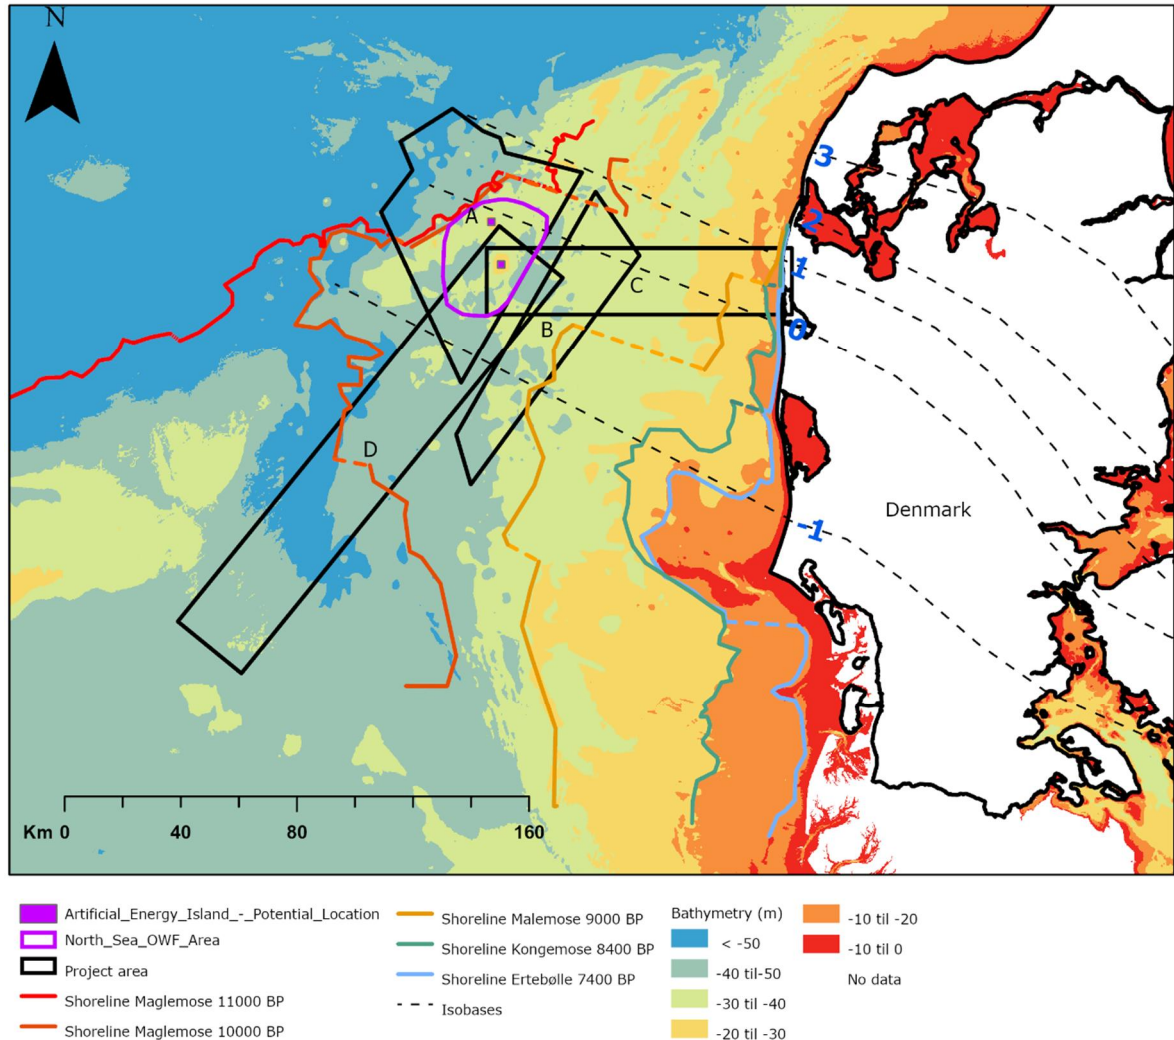 N
3
2
1
0
-1
A
B
C
D
Denmark
Km 0 40 80 160
Artificial_Energy_Island_-_Potential_Location
North_Sea_OWF_Area
Project area
Shoreline Maglemose 11000 BP
Shoreline Maglemose 10000 BP
Shoreline Malemose 9000 BP
Shoreline Kongemose 8400 BP
Shoreline Ertebølle 7400 BP
Isobases
Bathymetry (m)
< -50
-40 til-50
-30 til -40
-20 til -30
-10 til -20
-10 til 0
No data